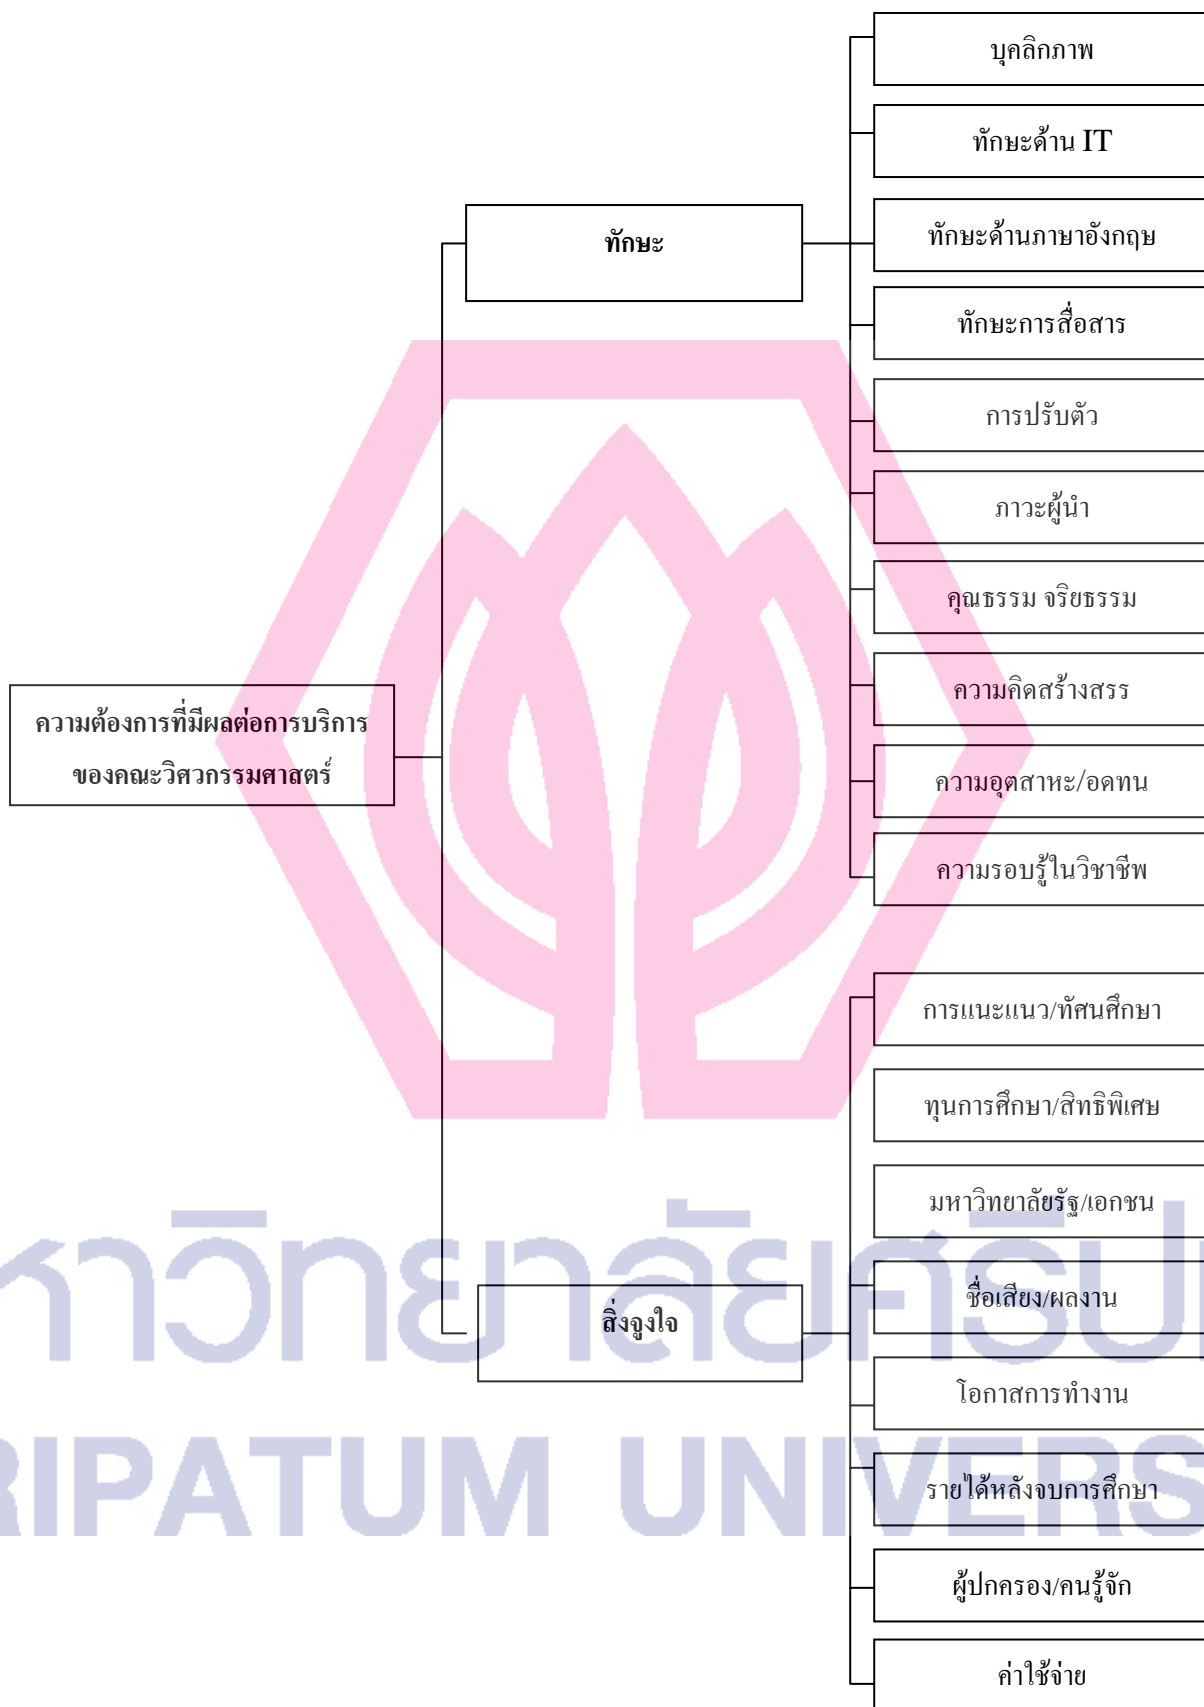 บุคลิกภาพ
ทักษะด้าน IT
ทักษะ
ทักษะด้านภาษาอังกฤษ
ทักษะการสื่อสาร
การปรับตัว
ภาวะผู้นำ
คุณธรรม จริยธรรม
ความคิดสร้างสรร
ความต้องการที่มีผลต่อการบริการ
ของคณะวิศวกรรมศาสตร์
ความอุตสาหะ/อดทน
ความรอบรู้ในวิชาชีพ
การแนะแนว/ทัศนศึกษา
ทุนการศึกษา/สิทธิพิเศษ
มหาวิทยาลัยรัฐ/เอกชน
ชื่อเสียง/ผลงาน
สิ่งจูงใจ
โอกาสการทำงาน
รายได้หลังจบการศึกษา
ผู้ปกครอง/คนรู้จัก
ค่าใช้จ่าย
หาวิทยาลัยศรีป
RIPATUM UNIVERS